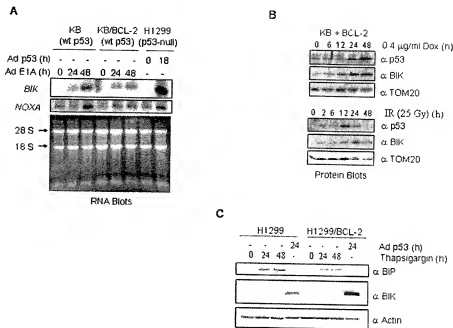 A
KB KB/BCL-2 H1299
(wt p53) (wt p53) (p53-null)
Ad p53 (h) 0 18
Ad E1A (h) 0 24 48 0 24 48
BIK
NOXA
28 S
18 S
RNA Blots
B
KB + BCL-2
0 6 12 24 48 0.4 µg/ml Dox (h)
α p53
α BIK
α TOM20
0 2 6 12 24 48 IR (25 Gy) (h)
α p53
α BIK
α TOM20
Protein Blots
C
H1299 H1299/BCL-2
- - - 24 - - - 24 Ad p53 (h)
0 24 48 - 0 24 48 - Thapsigargin (h)
α BiP
α BIK
α Actin